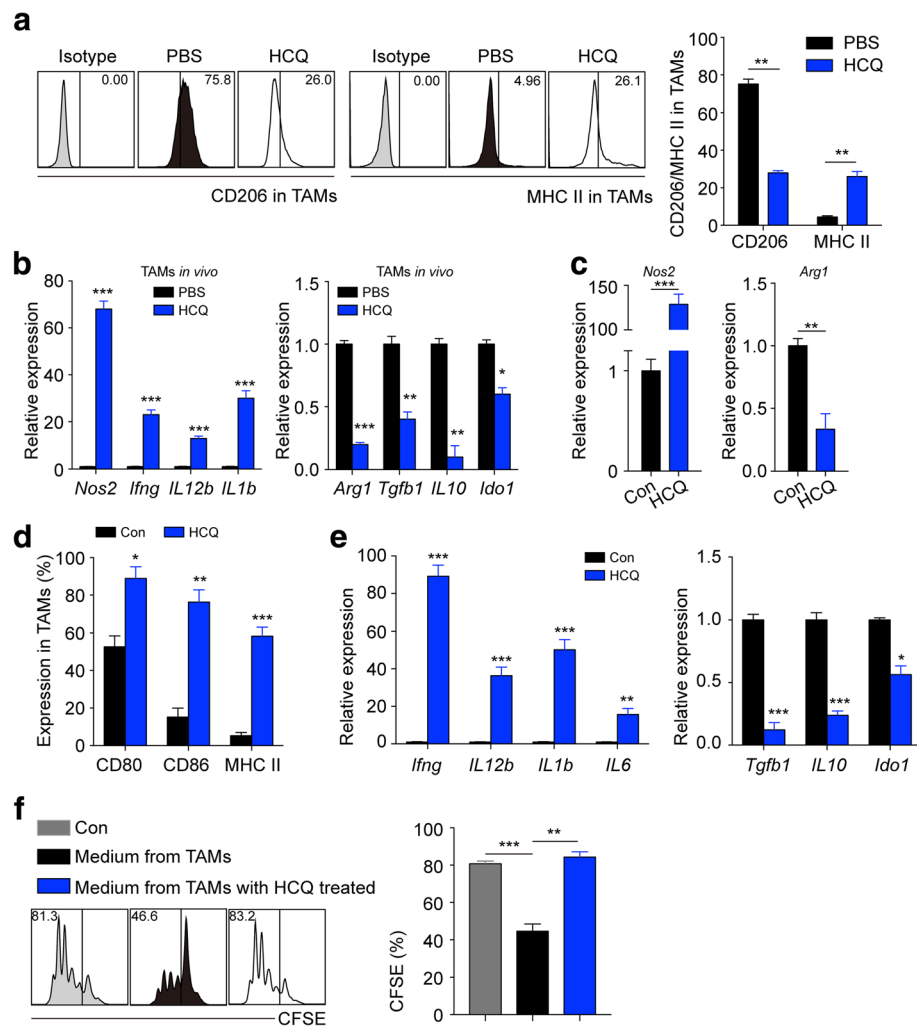 a
Isotype PBS HCQ Isotype PBS HCQ
0.00 75.8 26.0 0.00 4.96 26.1
CD206 in TAMs MHC II in TAMs
PBS
HCQ
CD206/MHC II in TAMs
100
80
60
40
20
0
** **
CD206 MHC II
b
TAMs in vivo
PBS
HCQ
Relative expression
80
60
40
20
0
*** *** *** ***
Nos2 Ifng IL12b IL1b
TAMs in vivo
PBS
HCQ
Relative expression
1.5
1.0
0.5
0.0
*** ** ** *
Arg1 Tgfb1 IL10 Ido1
c
Nos2
***
Relative expression
150
100
1
0
Con HCQ
Arg1
**
1.5
1.0
0.5
0.0
Con HCQ
d
Con HCQ
Expression in TAMs (%)
100
80
60
40
20
0
* ** ***
CD80 CD86 MHC II
e
Con
HCQ
Relative expression
100
80
60
40
20
0
*** *** *** **
Ifng IL12b IL1b IL6
Con
HCQ
Relative expression
1.5
1.0
0.5
0.0
*** *** *
Tgfb1 IL10 Ido1
f
Con
Medium from TAMs
Medium from TAMs with HCQ treated
81.3 46.6 83.2
CFSE
CFSE (%)
100
80
60
40
20
0
*** **